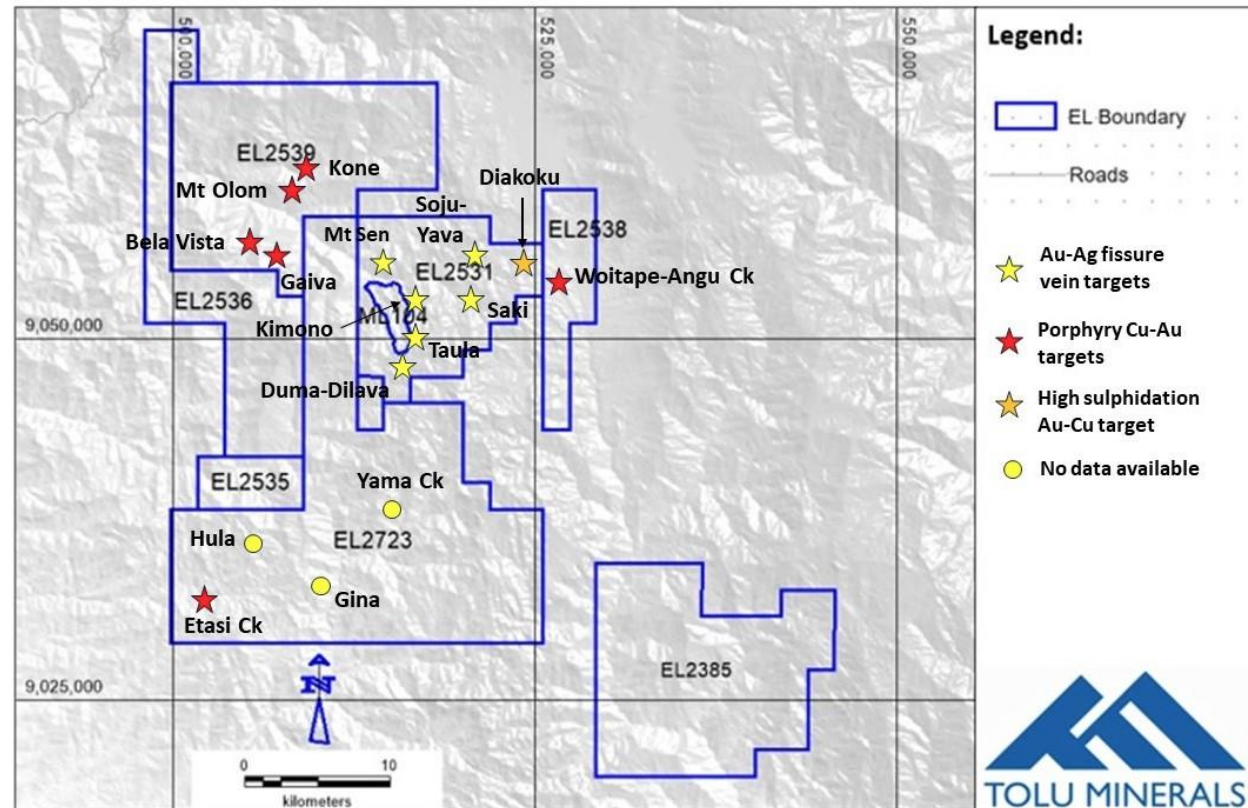 500,000
525,000
550,000
Legend:
EL Boundary
Roads
Au-Ag fissure
vein targets
Porphyry Cu-Au
targets
High sulphidation
Au-Cu target
No data available
EL2539
Kone
Mt Olom
Diakoku
Soju-
Yava
Mt Sen
Bela Vista
EL2538
Gaiva
EL2531
Woitape-Angu Ck
EL2536
ML104
Saki
Kimono
9,050,000
Taula
Duma-Dilava
EL2535
Yama Ck
Hula
EL2723
Gina
Etasi Ck
EL2385
N
9,025,000
0 10
kilometers
TOLU MINERALS